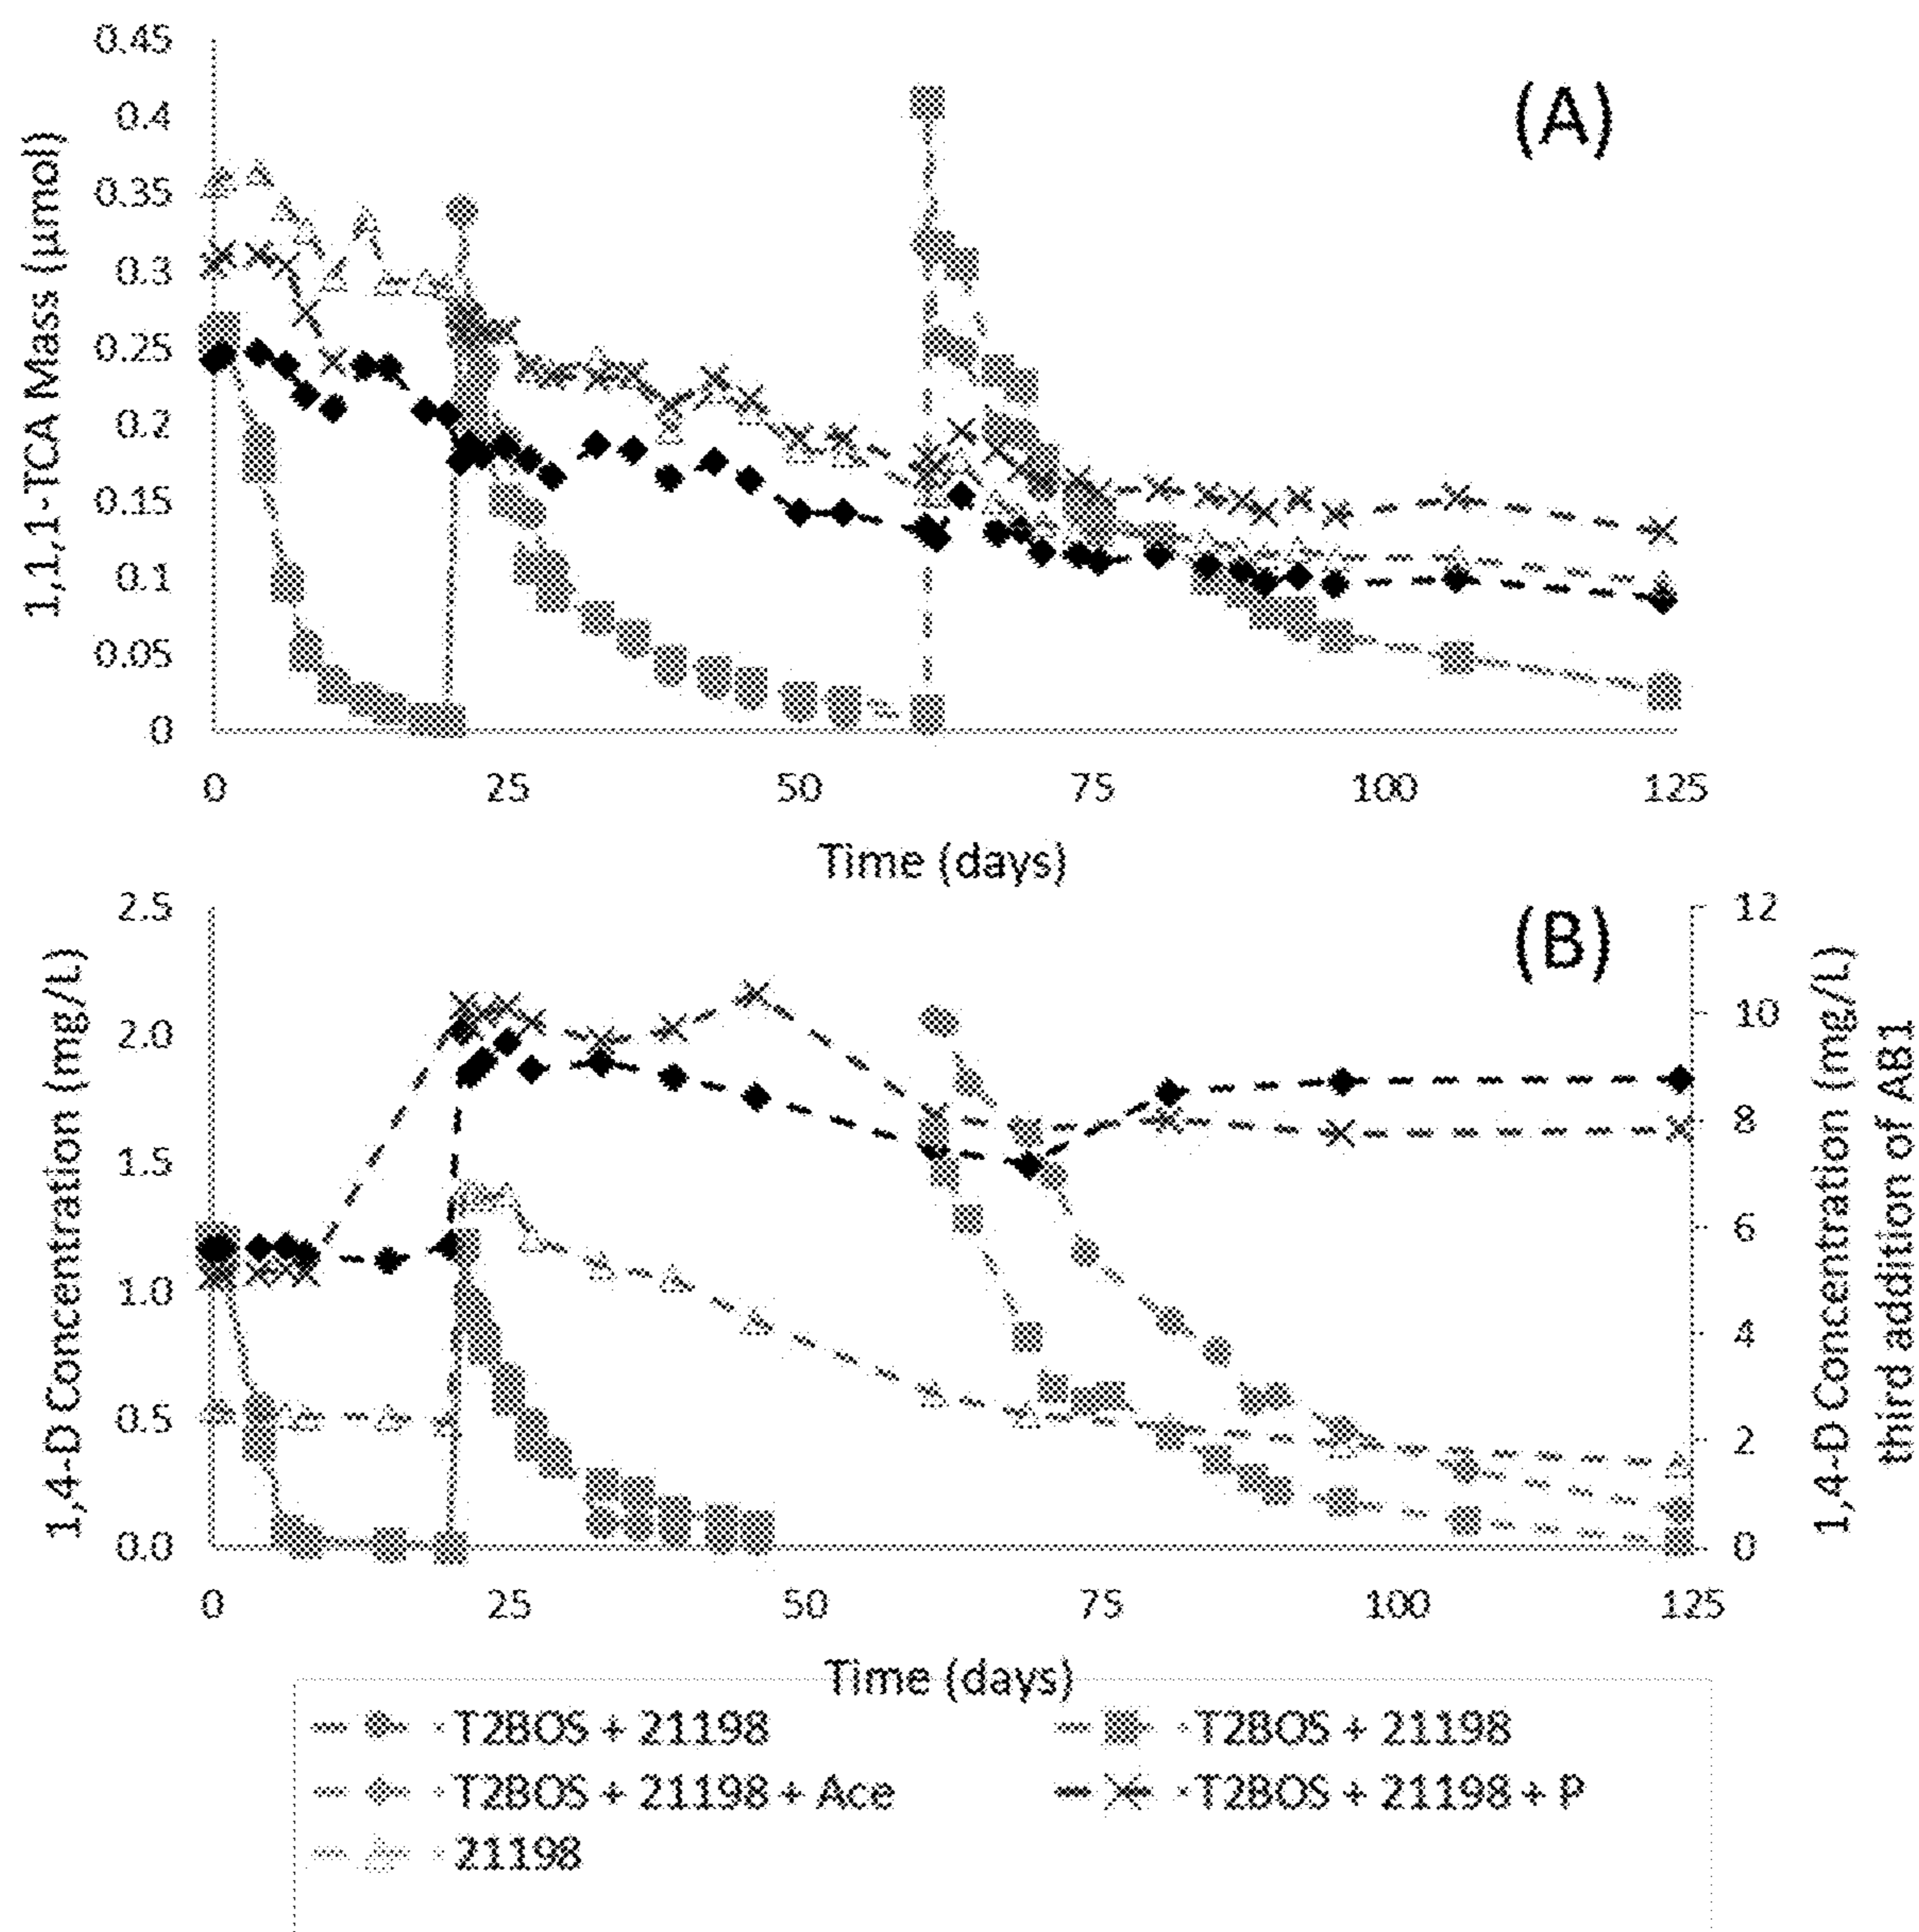 0.45
(A)
0.4
0.35
0.3
0.25
0.2
0.15
0.1
0.05
0
1,1,1-TCA Mass (µmol)
0 25 50 75 100 125
Time (days)
2.5
(B)
12
2.0
10
1.5
8
1.0
6
0.5
4
0.0
2
0
1,4-D Concentration (mg/L)
1,4-D Concentration (mg/L)
third addition of AB1
0 25 50 75 100 125
Time (days)
T2BOS + 21198
T2BOS + 21198
T2BOS + 21198 + Ace
T2BOS + 21198 + P
21198